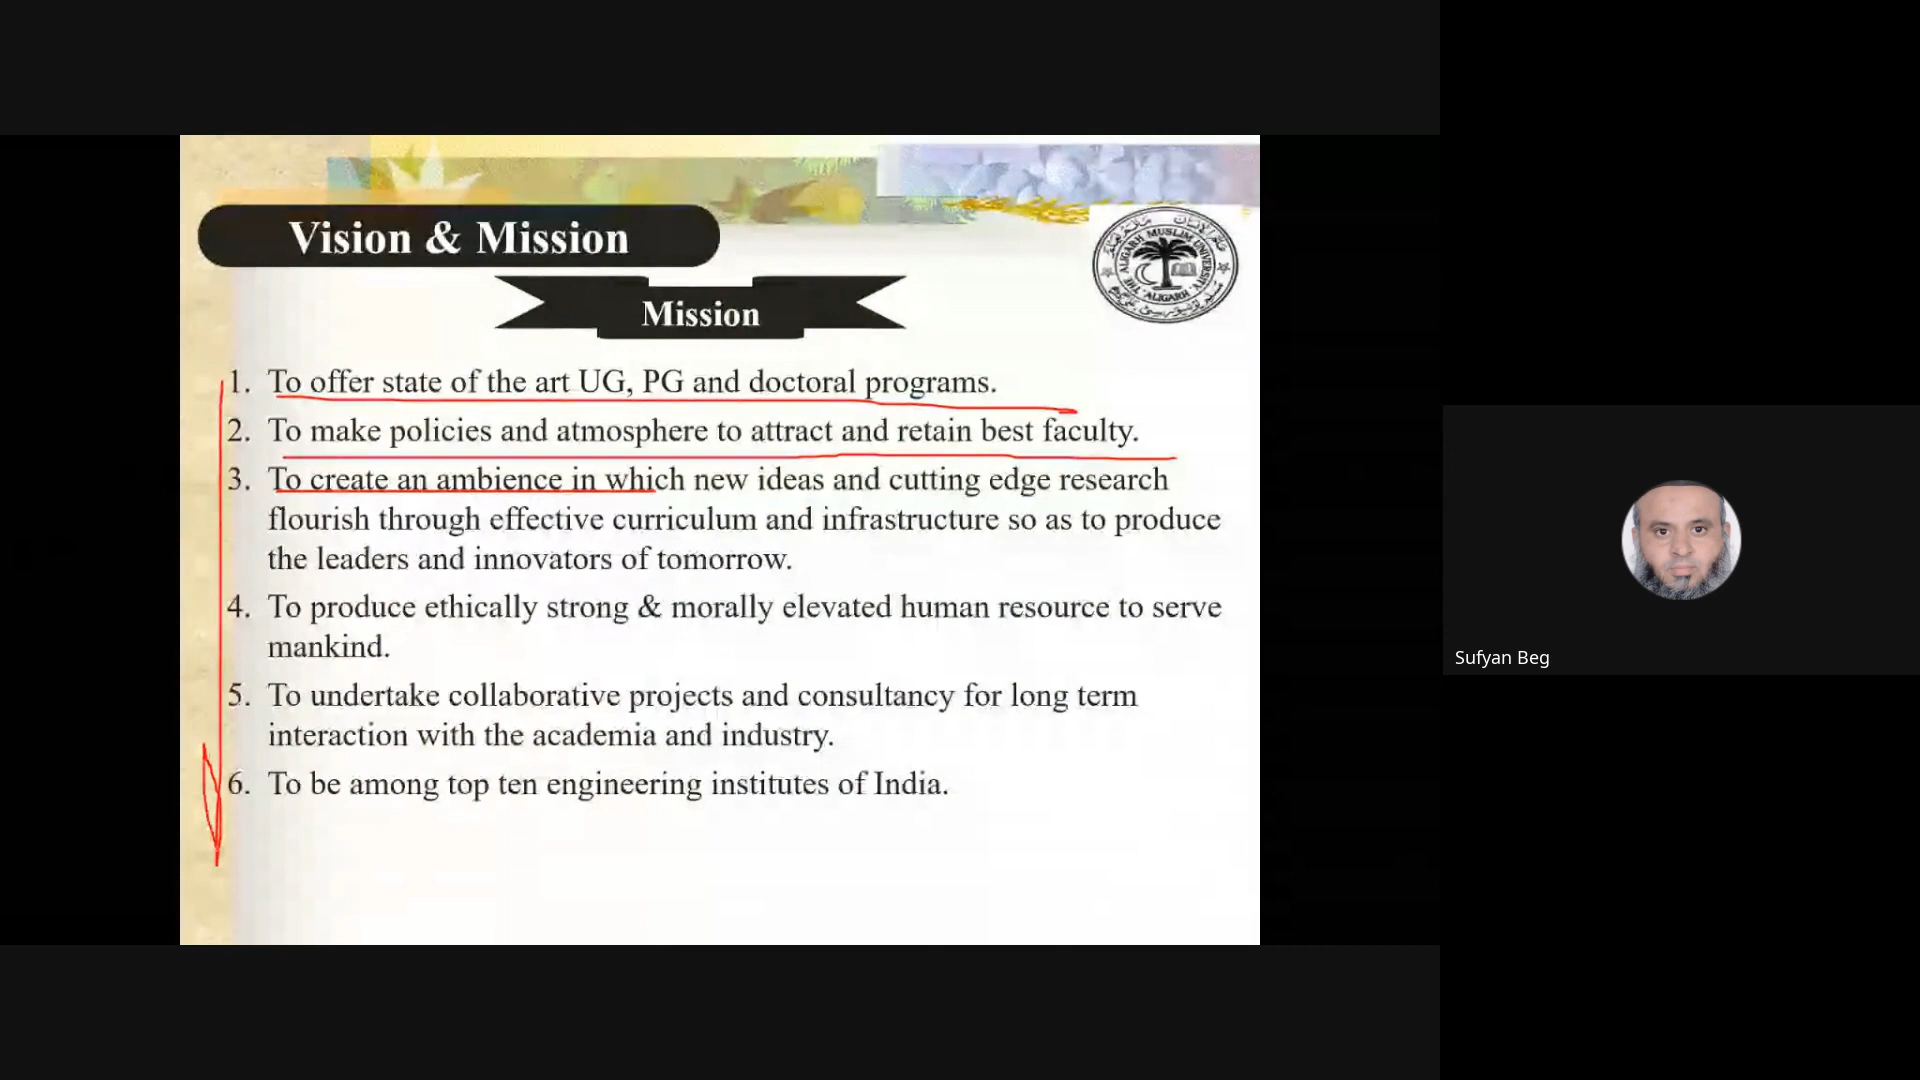 Vision & Mission
Mission
THE ALIGARH MUSLIM UNIVERSITY
ALIGARH
1. To offer state of the art UG, PG and doctoral programs.
2. To make policies and atmosphere to attract and retain best faculty.
3. To create an ambience in which new ideas and cutting edge research
flourish through effective curriculum and infrastructure so as to produce
the leaders and innovators of tomorrow.
4. To produce ethically strong & morally elevated human resource to serve
mankind.
5. To undertake collaborative projects and consultancy for long term
interaction with the academia and industry.
6. To be among top ten engineering institutes of India.
Sufyan Beg